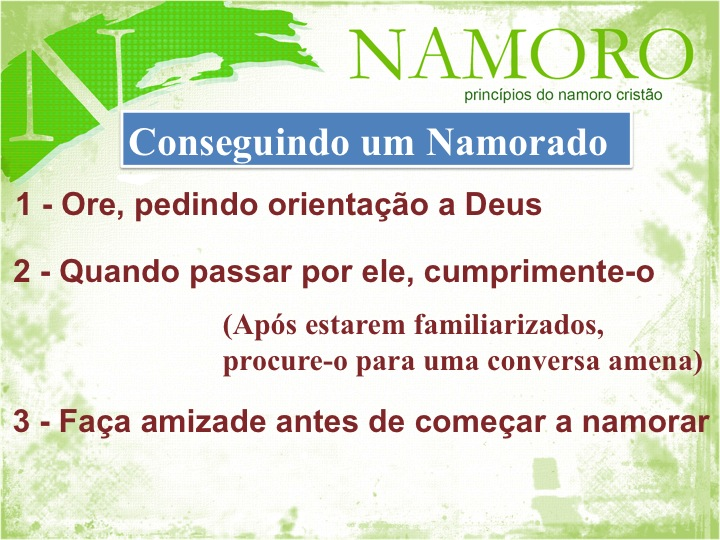 N
NAMORO
princípios do namoro cristão
Conseguindo um Namorado
1 - Ore, pedindo orientação a Deus
2 - Quando passar por ele, cumprimente-o
(Após estarem familiarizados,
procure-o para uma conversa amena)
3 - Faça amizade antes de começar a namorar